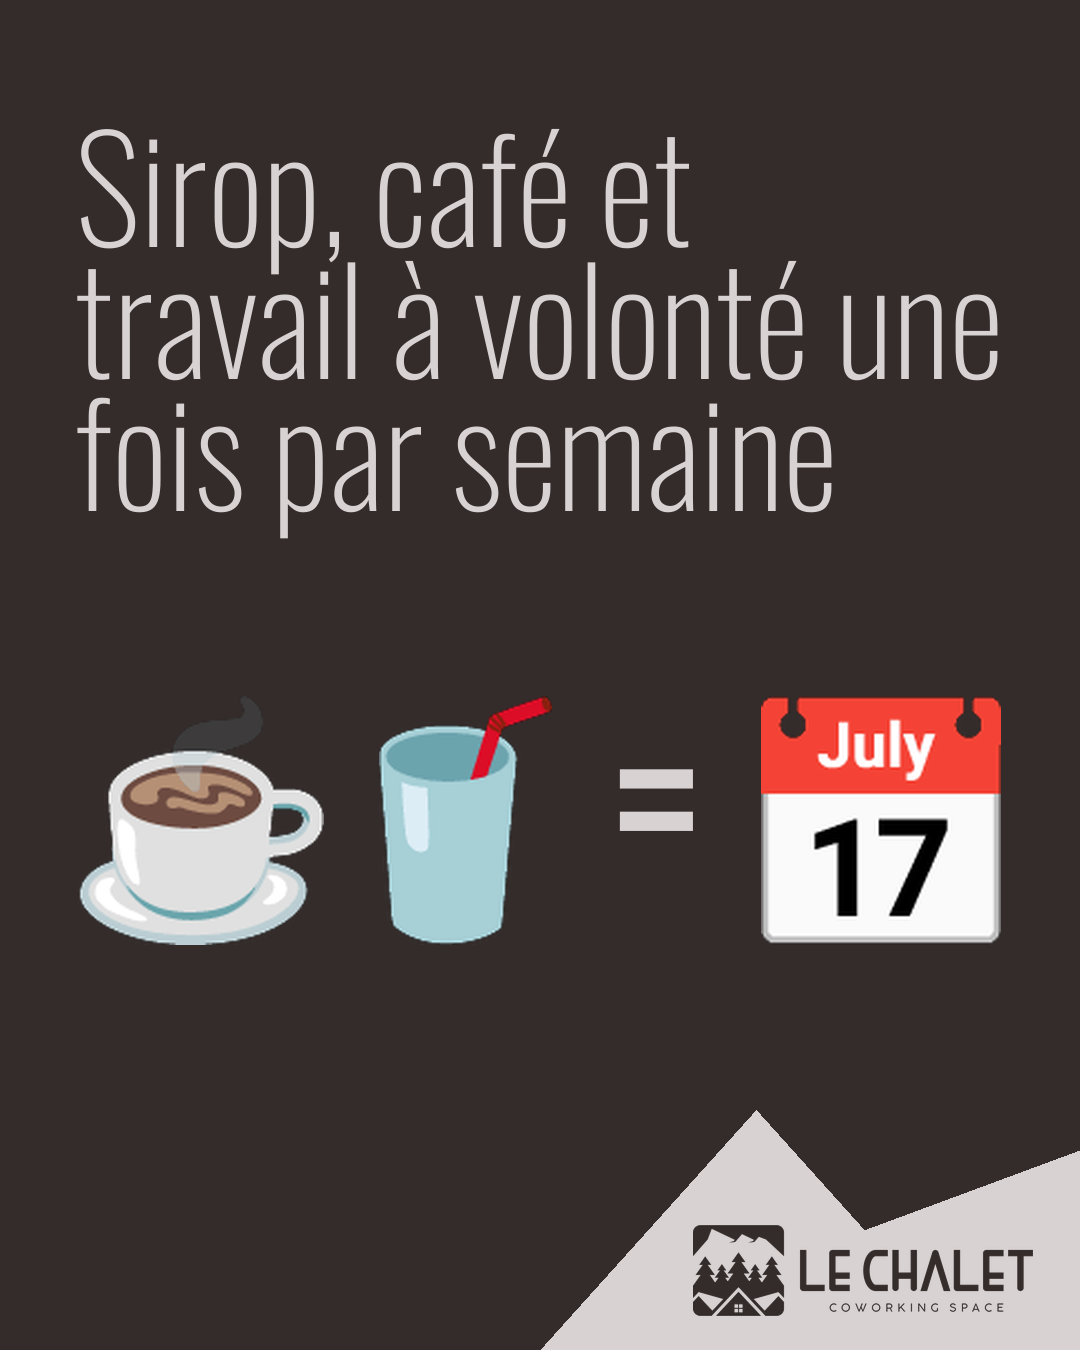 Sirop, café et
travail à volonté une
fois par semaine
=
July
17
LE CHALET
COWORKING SPACE